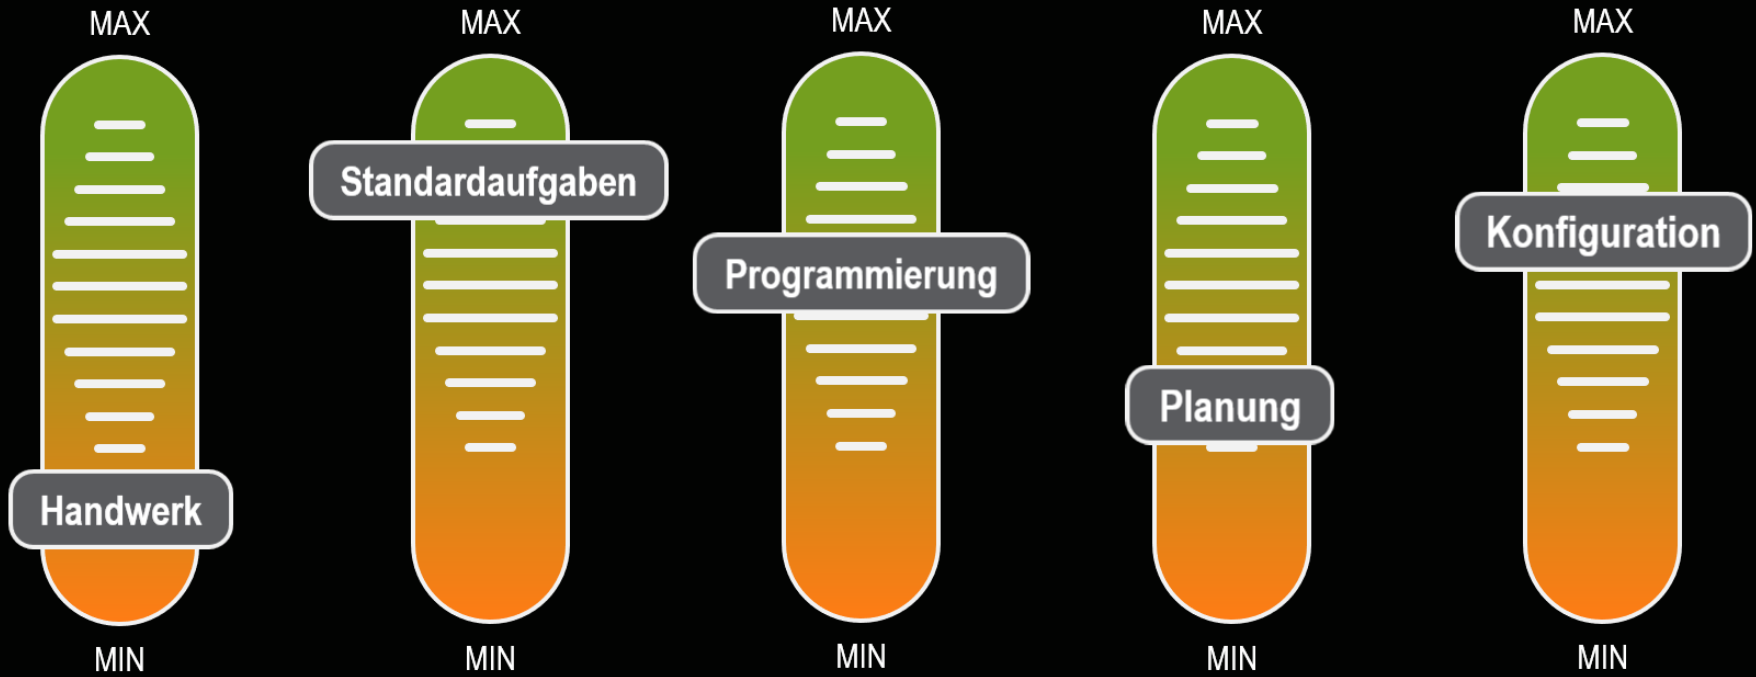 MAX
MAX
MAX
MAX
MAX
Handwerk
Standardaufgaben
Programmierung
Planung
Konfiguration
MIN
MIN
MIN
MIN
MIN